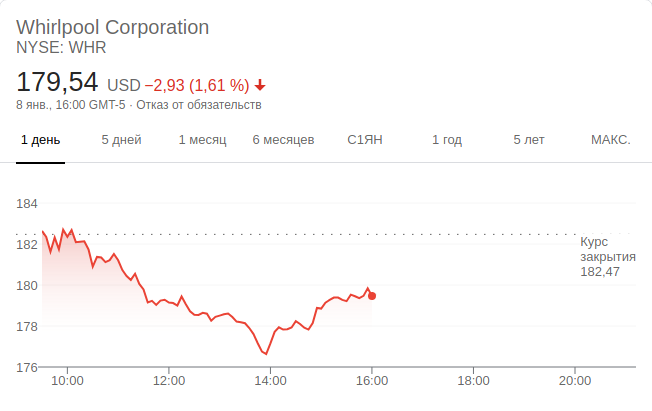 Whirlpool Corporation
NYSE: WHR
179,54 USD −2,93 (1,61 %)
8 янв., 16:00 GMT-5 · Отказ от обязательств
1 день 5 дней 1 месяц 6 месяцев С1ЯН 1 год 5 лет МАКС.
184
182
180
178
176
Курс
закрытия
182,47
10:00 12:00 14:00 16:00 18:00 20:00